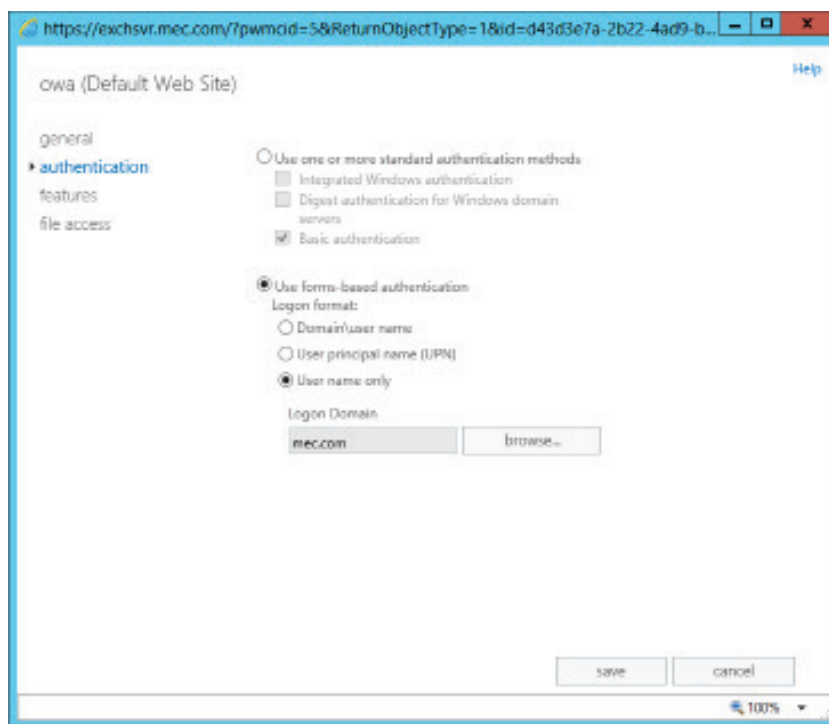 https://exchsvr.mec.com/?pwmcid=5&ReturnObjectType=1&id=d43d3e7a-2b22-4ad9-b...
Help
owa (Default Web Site)
general
authentication
features
file access
Use one or more standard authentication methods
Integrated Windows authentication
Digest authentication for Windows domain
servers
Basic authentication
Use forms-based authentication
Logon format:
Domain\user name
User principal name (UPN)
User name only
Logon Domain
mec.com
browse...
save
cancel
100%